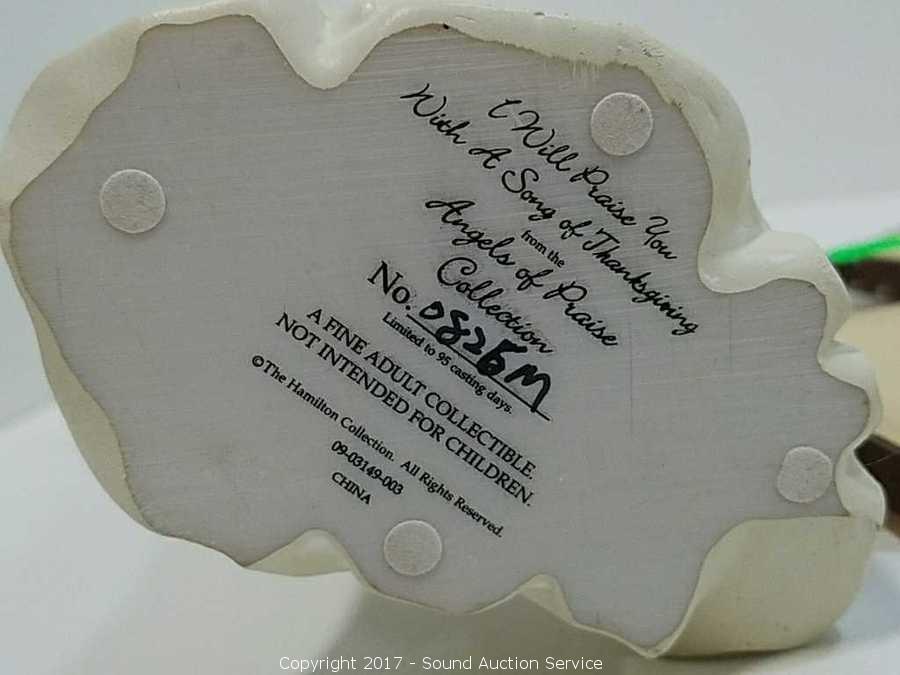 I Will Praise You
With A Song of Thanksgiving
from the
Angels of Praise
Collection
No. 0826M
Limited to 95 casting days.
A FINE ADULT COLLECTIBLE.
NOT INTENDED FOR CHILDREN.
©The Hamilton Collection. All Rights Reserved.
09-03149-003
CHINA
Copyright 2017 - Sound Auction Service